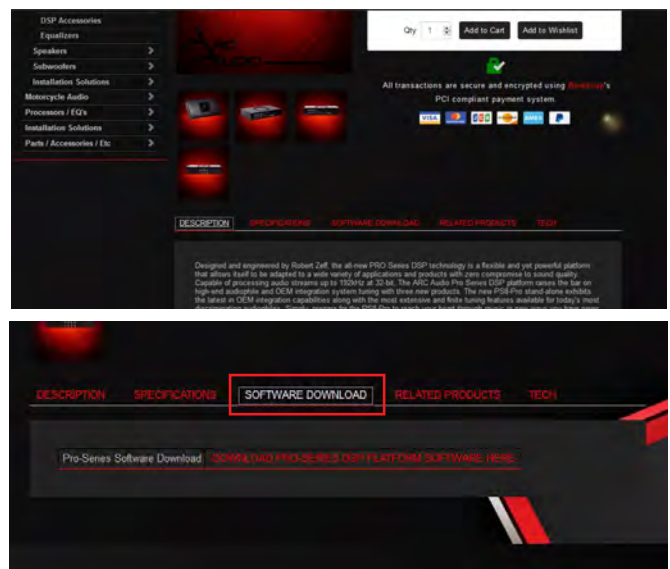 DSP Accessories
Equalizers
Speakers
Subwoofers
Installation Solutions
Motorcycle Audio
Processors / EQ's
Installation Solutions
Parts / Accessories / Etc
ARC
AUDIO
Qty 1 Add to Cart Add to Wishlist
All transactions are secure and encrypted using 's
PCI compliant payment system.
VISA AMEX
DESCRIPTION SPECIFICATIONS SOFTWARE DOWNLOAD RELATED PRODUCTS TECH
Designed and engineered by Robert Zeff, the all-new PRO Series DSP technology is a flexible and yet powerful platform
that allows itself to be adapted to a wide variety of applications and products with zero compromise to sound quality.
Capable of processing audio streams up to 192kHz at 32-bit, The ARC Audio Pro Series DSP platform raises the bar on
high-end audiophile and OEM integration system tuning with three new products. The new PS8-Pro stand-alone exhibits
the latest in OEM integration capabilities along with the most extensive and finite tuning features available for today's most
DESCRIPTION SPECIFICATIONS SOFTWARE DOWNLOAD RELATED PRODUCTS TECH
Pro-Series Software Download DOWNLOAD PRO-SERIES DSP PLATFORM SOFTWARE HERE